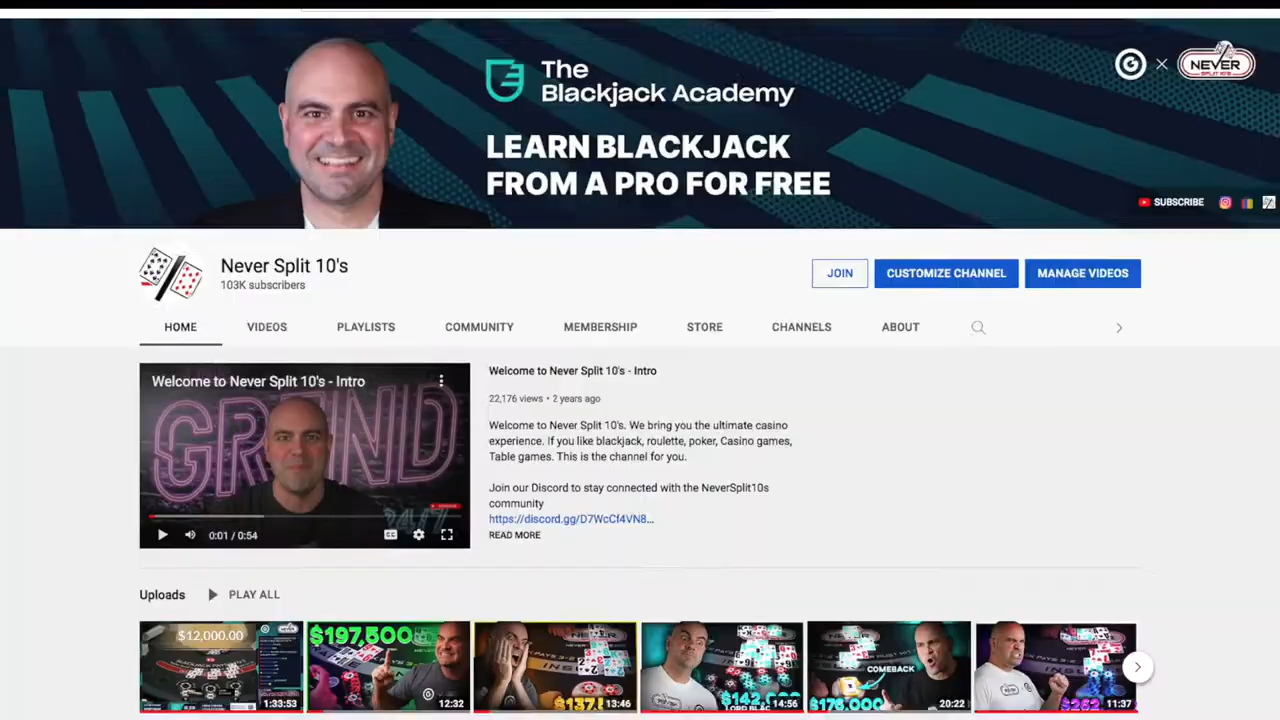 The
Blackjack Academy
LEARN BLACKJACK
FROM A PRO FOR FREE
G × NEVER
SPLIT 10'S
SUBSCRIBE
Never Split 10's
103K subscribers
JOIN
CUSTOMIZE CHANNEL
MANAGE VIDEOS
HOME VIDEOS PLAYLISTS COMMUNITY MEMBERSHIP STORE CHANNELS ABOUT
Welcome to Never Split 10's - Intro
GRIND
24/7
0:01 / 0:54
Welcome to Never Split 10's - Intro
22,176 views • 2 years ago
Welcome to Never Split 10's. We bring you the ultimate casino
experience. If you like blackjack, roulette, poker, Casino games,
Table games. This is the channel for you.
Join our Discord to stay connected with the NeverSplit10s
community
https://discord.gg/D7WcCf4VN8...
READ MORE
Uploads
PLAY ALL
$12,000.00
1:33:53
$197,500
12:32
13:46
$142,000
14:56
COMEBACK
$176,000
20:22
11:37